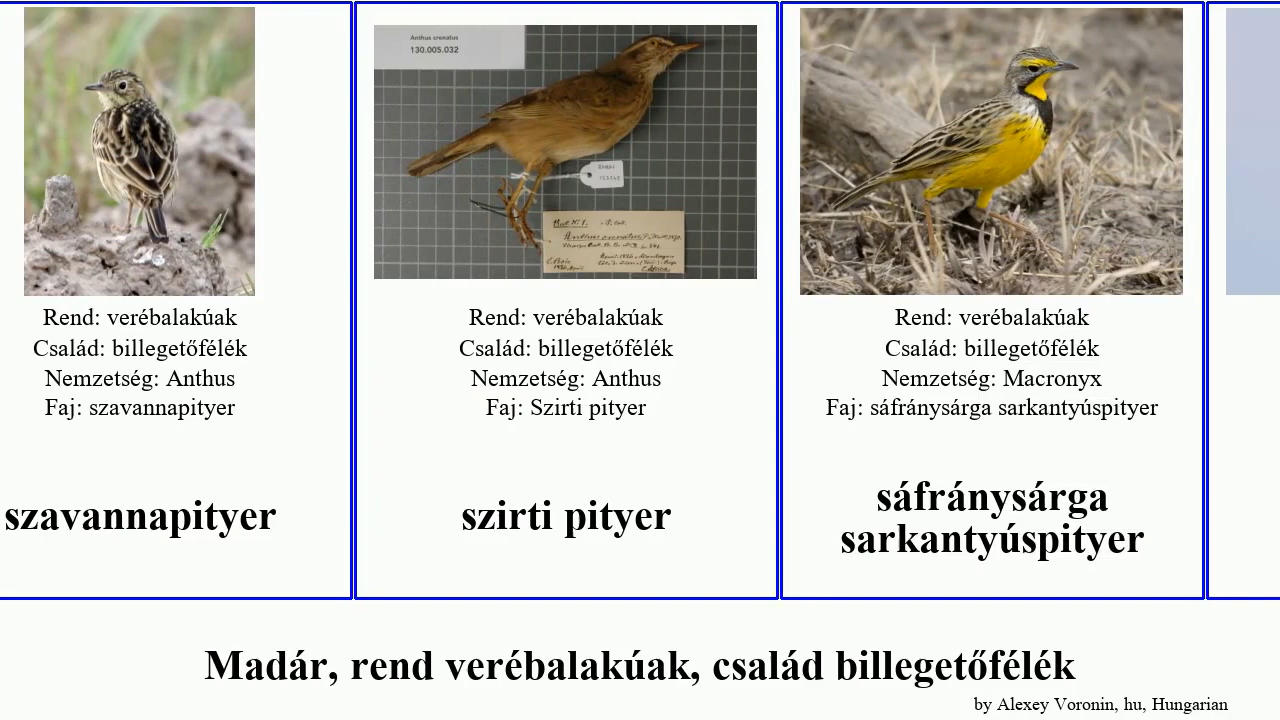 Anthus crenatus
130.005.032
Rend: verébalakúak
Család: billegetőfélék
Nemzetség: Anthus
Faj: szavannapityer
szavannapityer
Rend: verébalakúak
Család: billegetőfélék
Nemzetség: Anthus
Faj: Szirti pityer
szirti pityer
Rend: verébalakúak
Család: billegetőfélék
Nemzetség: Macronyx
Faj: sáfránysárga sarkantyúspityer
sáfránysárga
sarkantyúspityer
Madár, rend verébalakúak, család billegetőfélék
by Alexey Voronin, hu, Hungarian